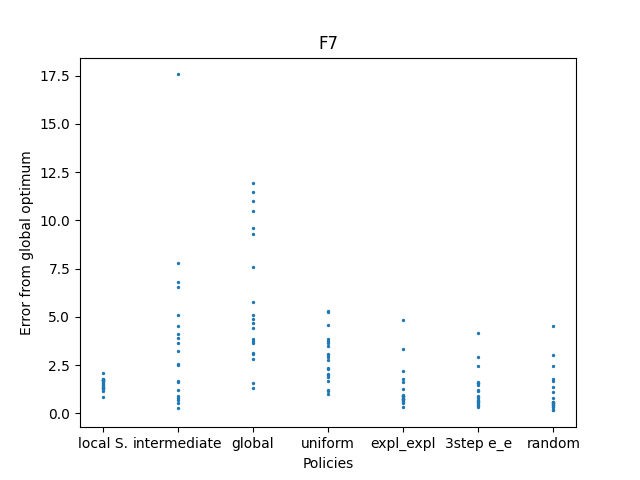 F7
Error from global optimum
17.5
15.0
12.5
10.0
7.5
5.0
2.5
0.0
local S. intermediate global uniform expl_expl 3step e_e random
Policies